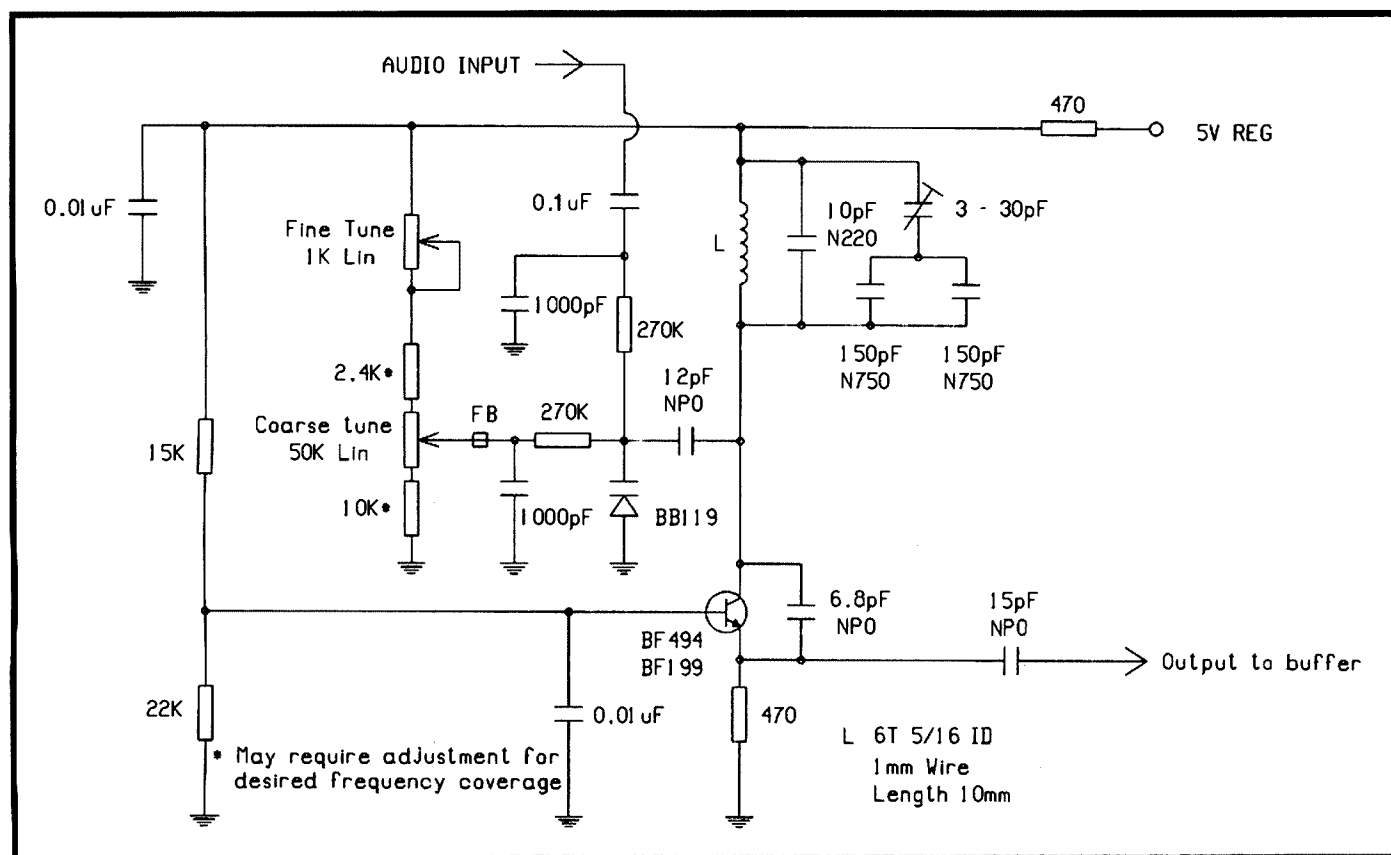 AUDIO INPUT
470
5V REG
0.01uF
Fine Tune
1K Lin
0.1uF
L
10pF
N220
3 - 30pF
1000pF
270K
150pF
N750
150pF
N750
2.4K*
12pF
NPO
FB
270K
Coarse tune
50K Lin
15K
10K*
1000pF
BB119
6.8pF
NPO
15pF
NPO
BF494
BF199
Output to buffer
22K
0.01uF
470
* May require adjustment for
desired frequency coverage
L 6T 5/16 ID
1mm Wire
Length 10mm